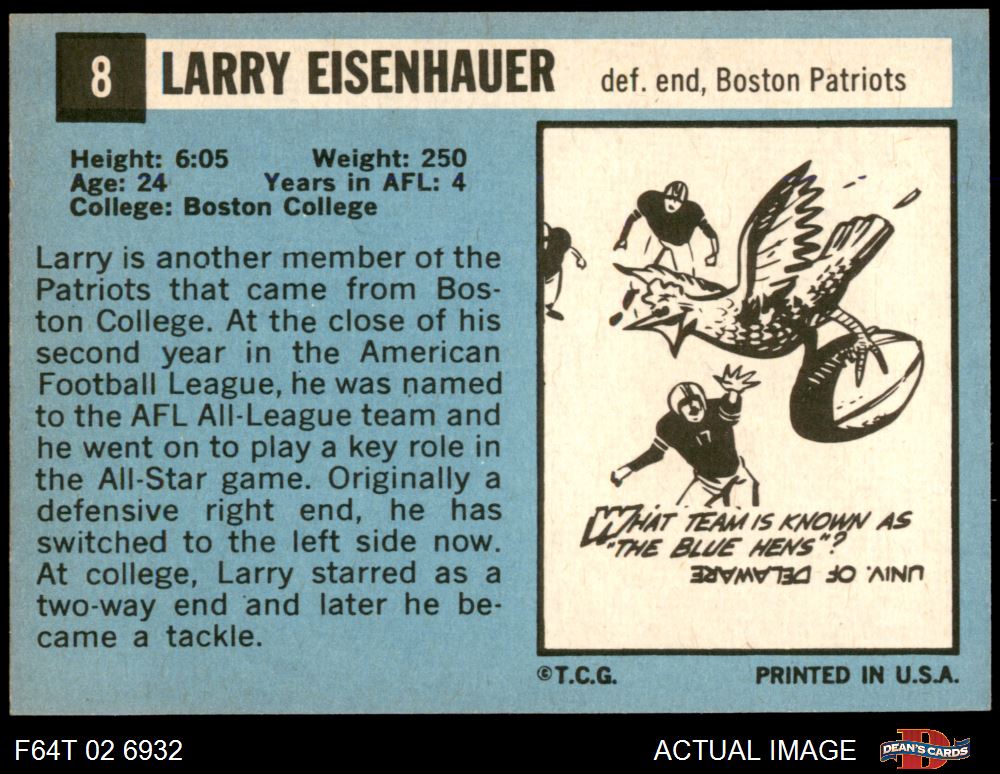 8 LARRY EISENHAUER def. end, Boston Patriots
Height: 6:05 Weight: 250
Age: 24 Years in AFL: 4
College: Boston College
Larry is another member of the
Patriots that came from Bos-
ton College. At the close of his
second year in the American
Football League, he was named
to the AFL All-League team and
he went on to play a key role in
the All-Star game. Originally a
defensive right end, he has
switched to the left side now.
At college, Larry starred as a
two-way end and later he be-
came a tackle.
17
WHAT TEAM IS KNOWN AS
"THE BLUE HENS"?
UNIV. OF DELAWARE
©T.C.G. PRINTED IN U.S.A.
F64T 02 6932 ACTUAL IMAGE DEAN'S CARDS